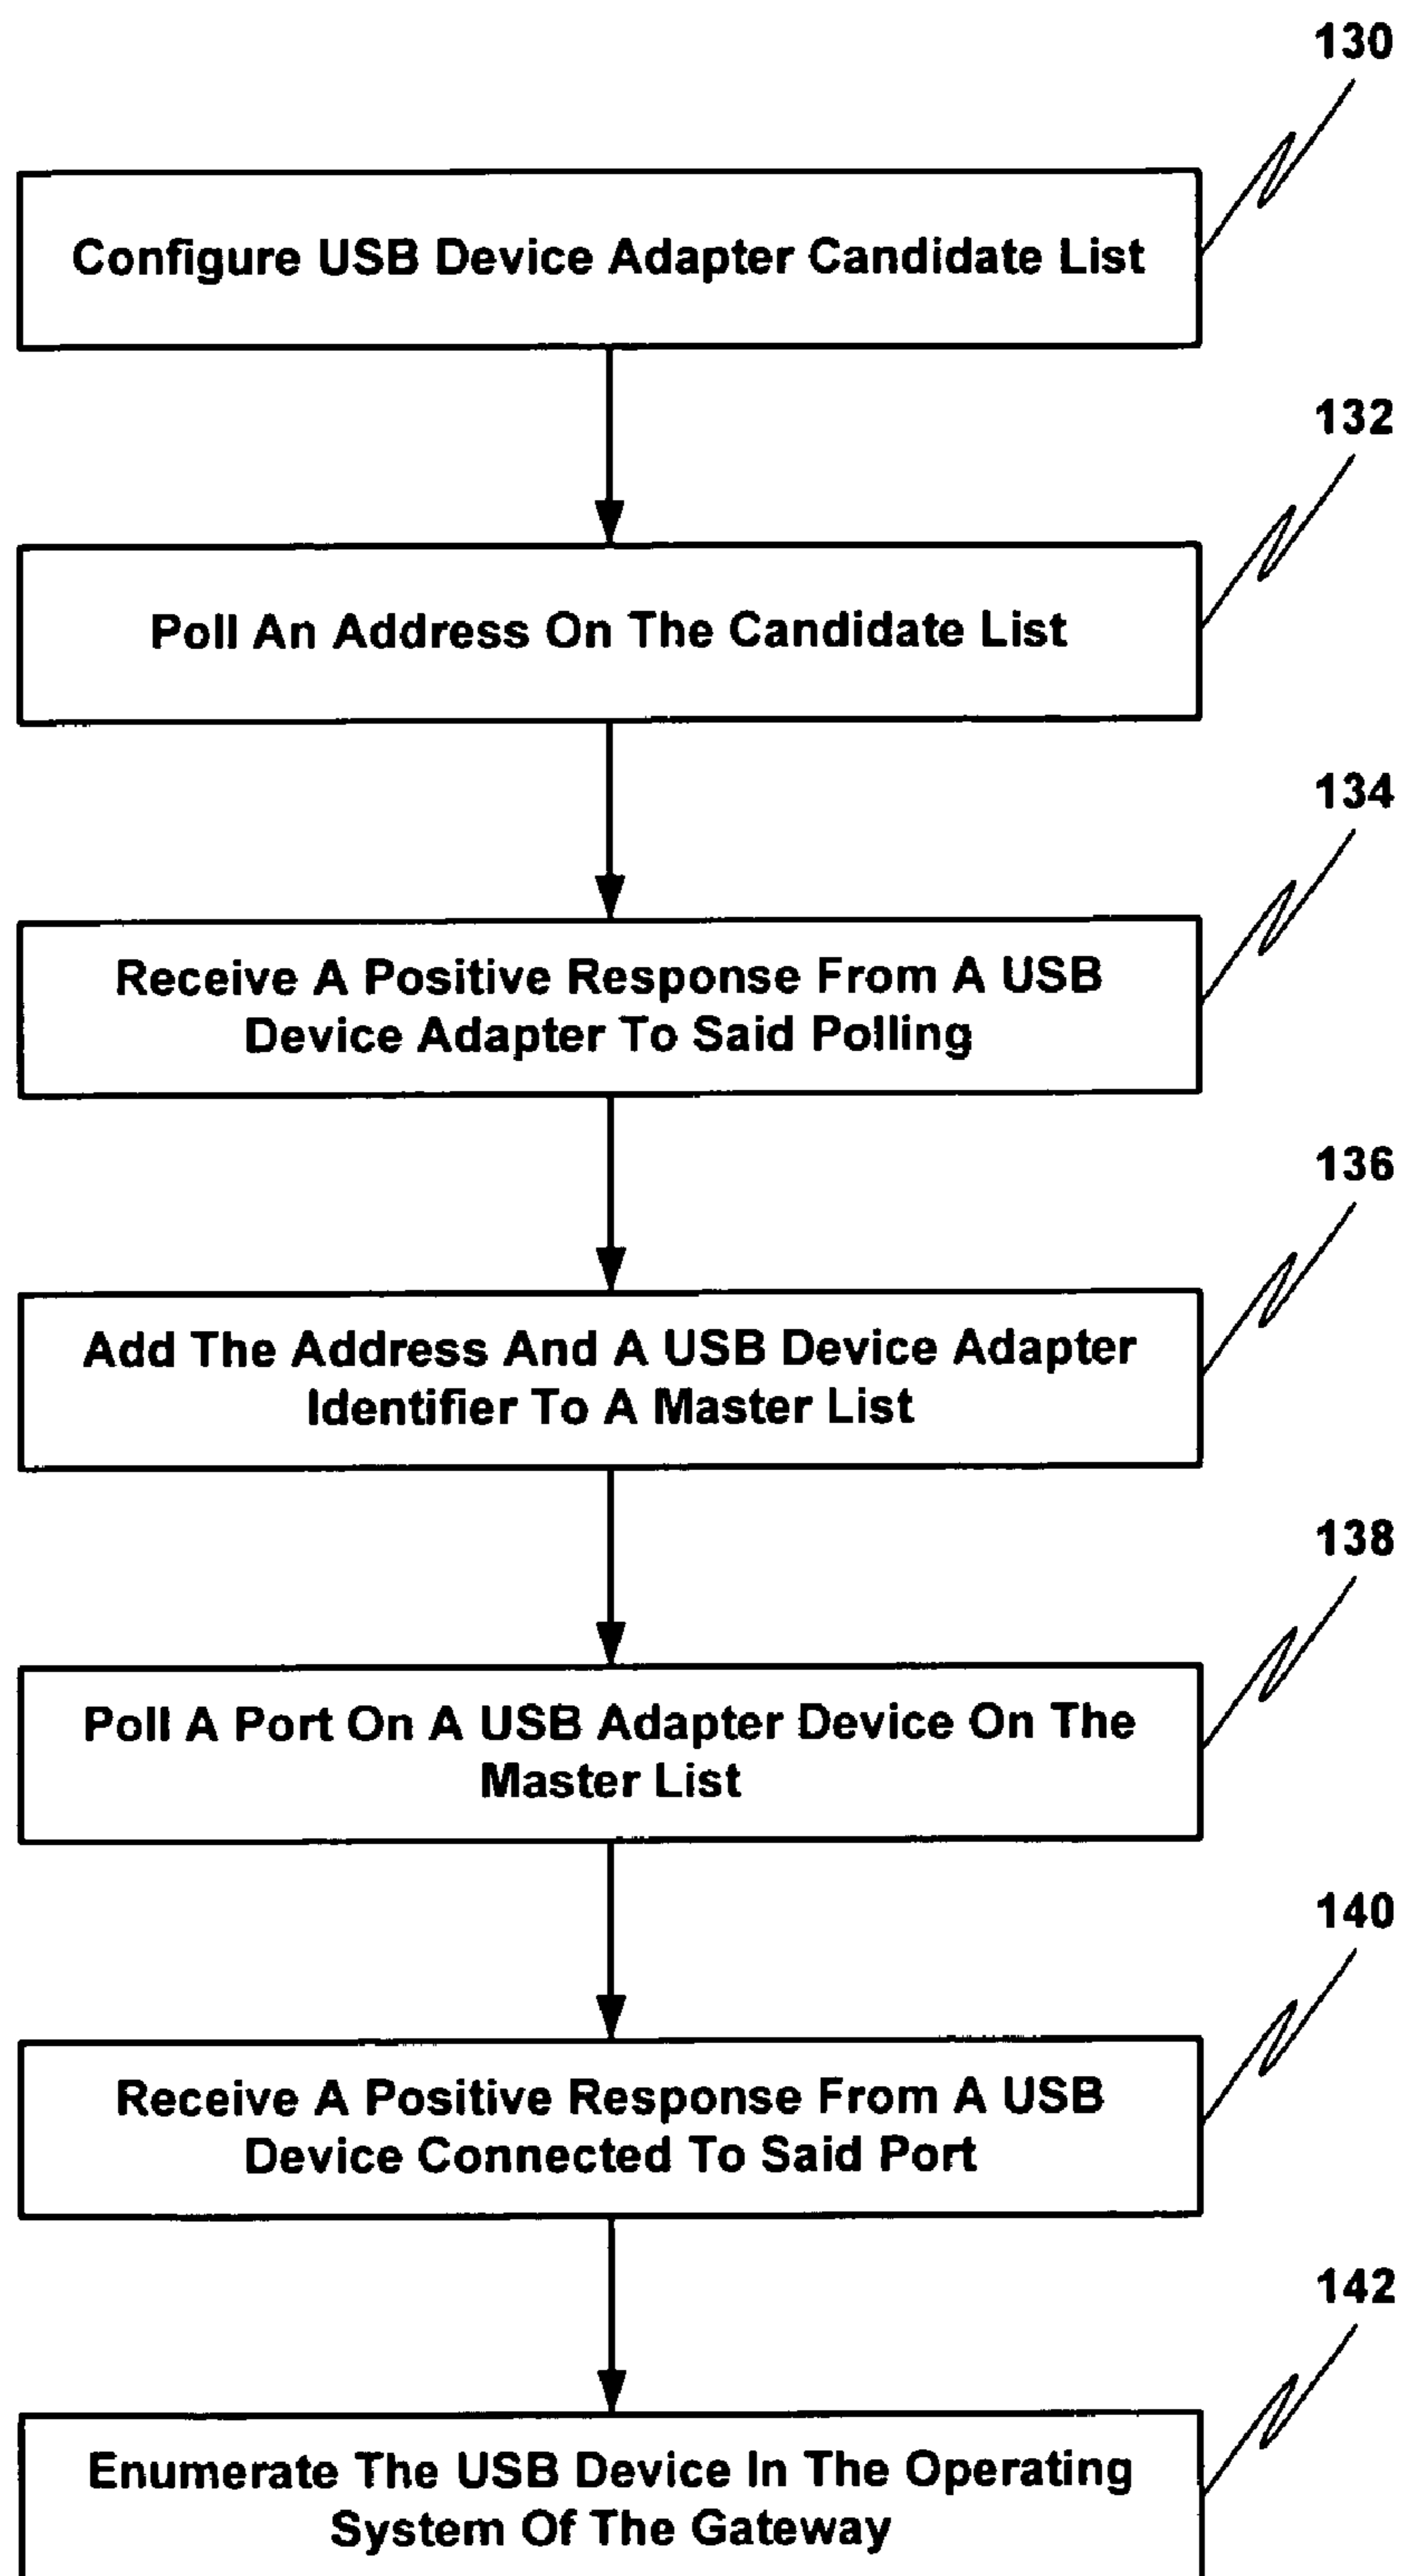 130
Configure USB Device Adapter Candidate List
132
Poll An Address On The Candidate List
134
Receive A Positive Response From A USB
Device Adapter To Said Polling
136
Add The Address And A USB Device Adapter
Identifier To A Master List
138
Poll A Port On A USB Adapter Device On The
Master List
140
Receive A Positive Response From A USB
Device Connected To Said Port
142
Enumerate The USB Device In The Operating
System Of The Gateway